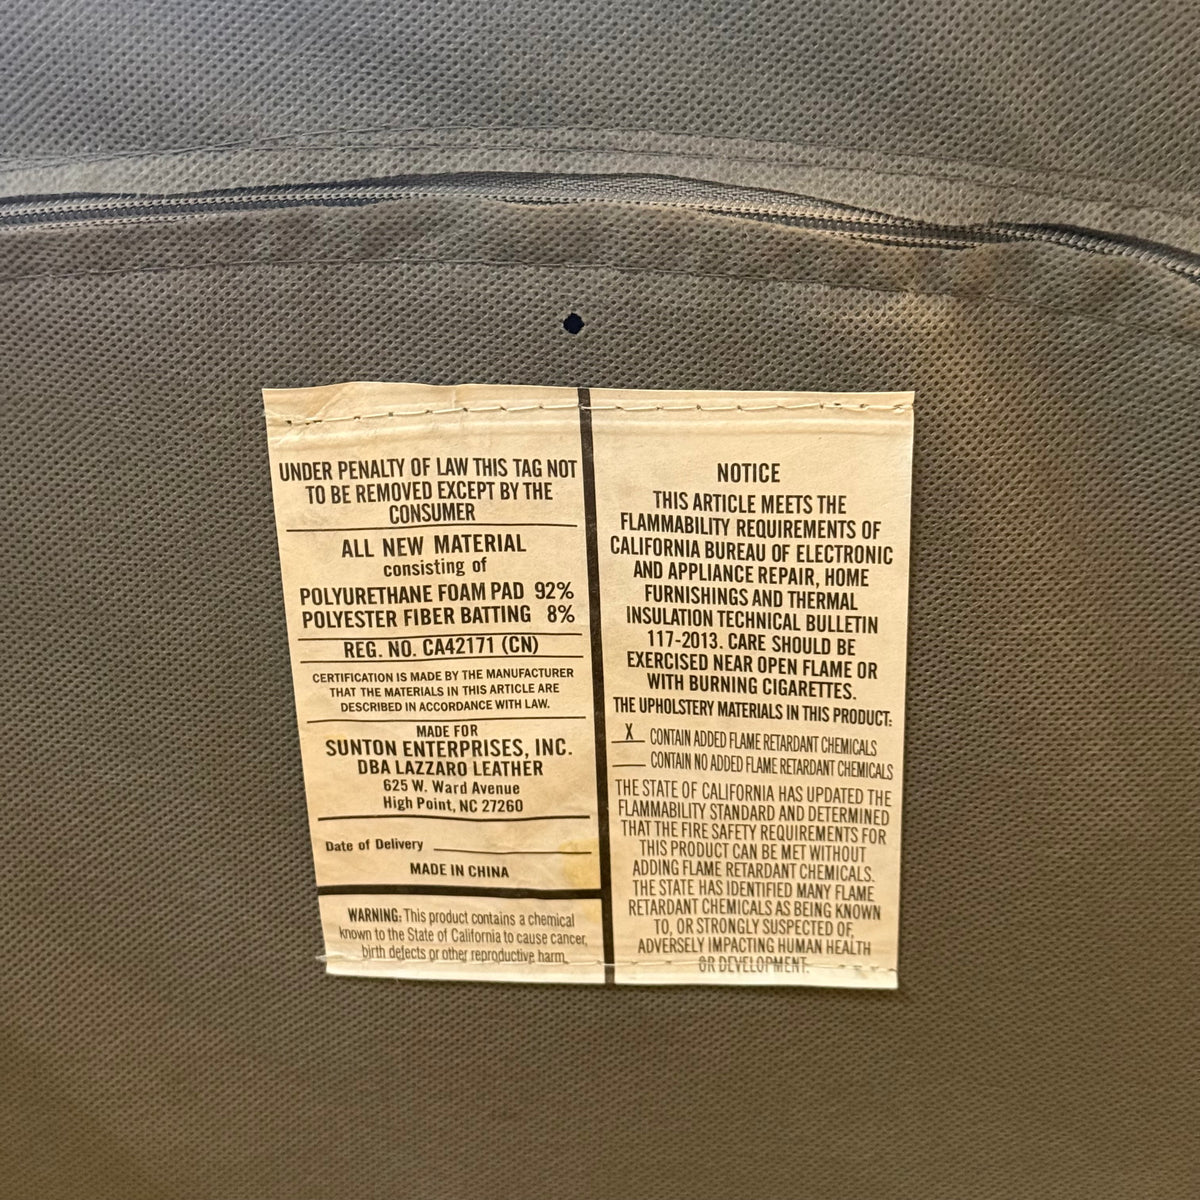 UNDER PENALTY OF LAW THIS TAG NOT
TO BE REMOVED EXCEPT BY THE
CONSUMER
ALL NEW MATERIAL
consisting of
POLYURETHANE FOAM PAD 92%
POLYESTER FIBER BATTING 8%
REG. NO. CA42171 (CN)
CERTIFICATION IS MADE BY THE MANUFACTURER
THAT THE MATERIALS IN THIS ARTICLE ARE
DESCRIBED IN ACCORDANCE WITH LAW.
MADE FOR
SUNTON ENTERPRISES, INC.
DBA LAZZARO LEATHER
625 W. Ward Avenue
High Point, NC 27260
Date of Delivery
MADE IN CHINA
WARNING: This product contains a chemical
known to the State of California to cause cancer,
birth defects or other reproductive harm.
NOTICE
THIS ARTICLE MEETS THE
FLAMMABILITY REQUIREMENTS OF
CALIFORNIA BUREAU OF ELECTRONIC
AND APPLIANCE REPAIR, HOME
FURNISHINGS AND THERMAL
INSULATION TECHNICAL BULLETIN
117-2013. CARE SHOULD BE
EXERCISED NEAR OPEN FLAME OR
WITH BURNING CIGARETTES.
THE UPHOLSTERY MATERIALS IN THIS PRODUCT:
X CONTAIN ADDED FLAME RETARDANT CHEMICALS
CONTAIN NO ADDED FLAME RETARDANT CHEMICALS
THE STATE OF CALIFORNIA HAS UPDATED THE
FLAMMABILITY STANDARD AND DETERMINED
THAT THE FIRE SAFETY REQUIREMENTS FOR
THIS PRODUCT CAN BE MET WITHOUT
ADDING FLAME RETARDANT CHEMICALS.
THE STATE HAS IDENTIFIED MANY FLAME
RETARDANT CHEMICALS AS BEING KNOWN
TO, OR STRONGLY SUSPECTED OF,
ADVERSELY IMPACTING HUMAN HEALTH
OR DEVELOPMENT.